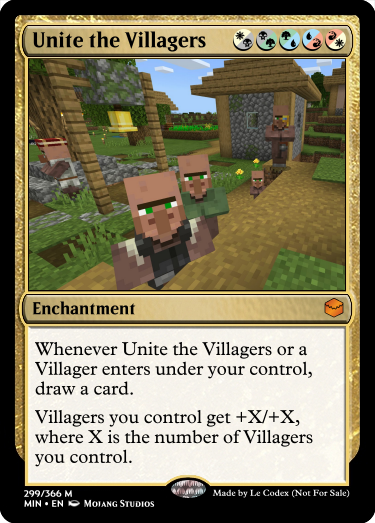 Unite the Villagers
Enchantment
Whenever Unite the Villagers or a
Villager enters under your control,
draw a card.
Villagers you control get +X/+X,
where X is the number of Villagers
you control.
299/366 M
MIN • EN Mojang Studios
Made by Le Codex (Not For Sale)